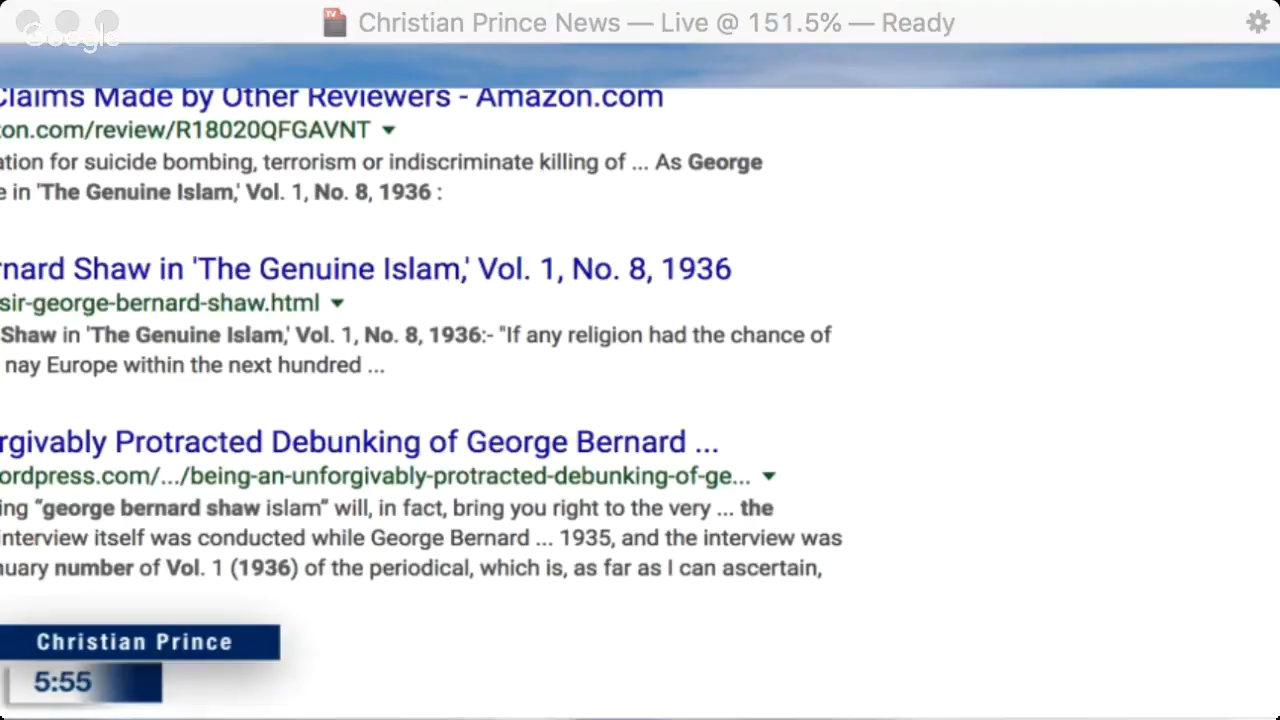 TV Christian Prince News — Live @ 151.5% — Ready
Google
Claims Made by Other Reviewers - Amazon.com
zon.com/review/R18020QFGAVNT
ation for suicide bombing, terrorism or indiscriminate killing of ... As George
e in 'The Genuine Islam,' Vol. 1, No. 8, 1936 :
rnard Shaw in 'The Genuine Islam,' Vol. 1, No. 8, 1936
sir-george-bernard-shaw.html
Shaw in 'The Genuine Islam,' Vol. 1, No. 8, 1936:- "If any religion had the chance of
nay Europe within the next hundred ...
rgivably Protracted Debunking of George Bernard ...
ordpress.com/.../being-an-unforgivably-protracted-debunking-of-ge...
ing “george bernard shaw islam” will, in fact, bring you right to the very ... the
interview itself was conducted while George Bernard ... 1935, and the interview was
nuary number of Vol. 1 (1936) of the periodical, which is, as far as I can ascertain,
Christian Prince
5:55